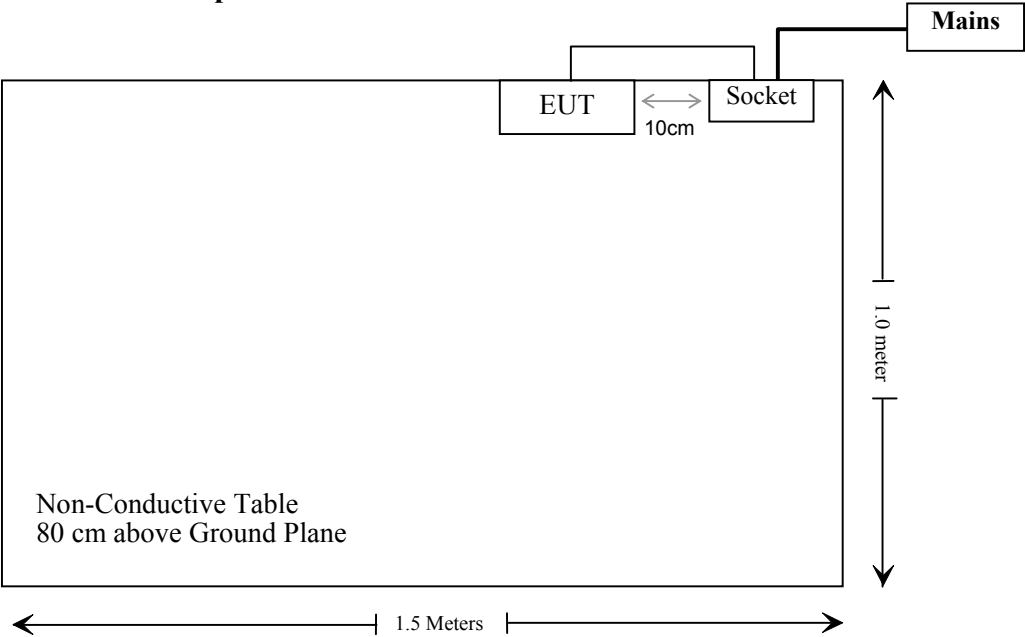 Mains
EUT
Socket
10cm
1.0 meter
Non-Conductive Table
80 cm above Ground Plane
1.5 Meters